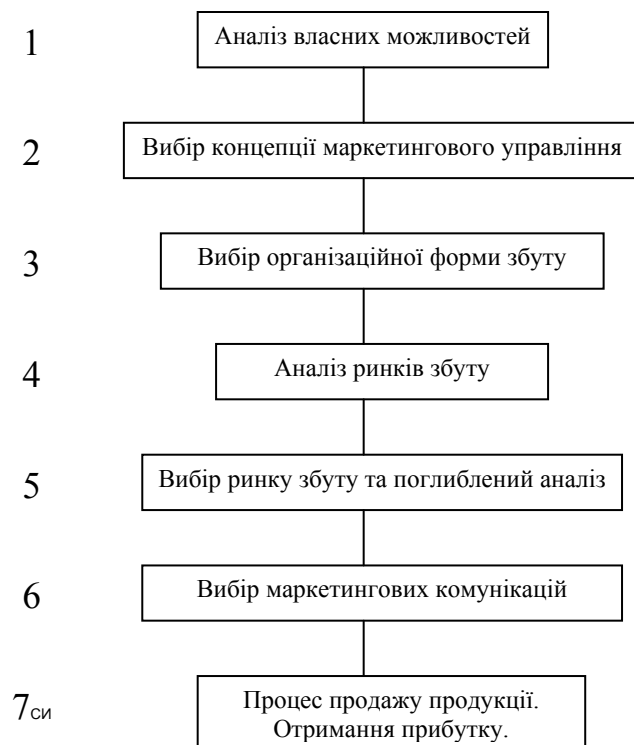 1 Аналіз власних можливостей
2 Вибір концепції маркетингового управління
3 Вибір організаційної форми збуту
4 Аналіз ринків збуту
5 Вибір ринку збуту та поглиблений аналіз
6 Вибір маркетингових комунікацій
7си Процес продажу продукції.
Отримання прибутку.